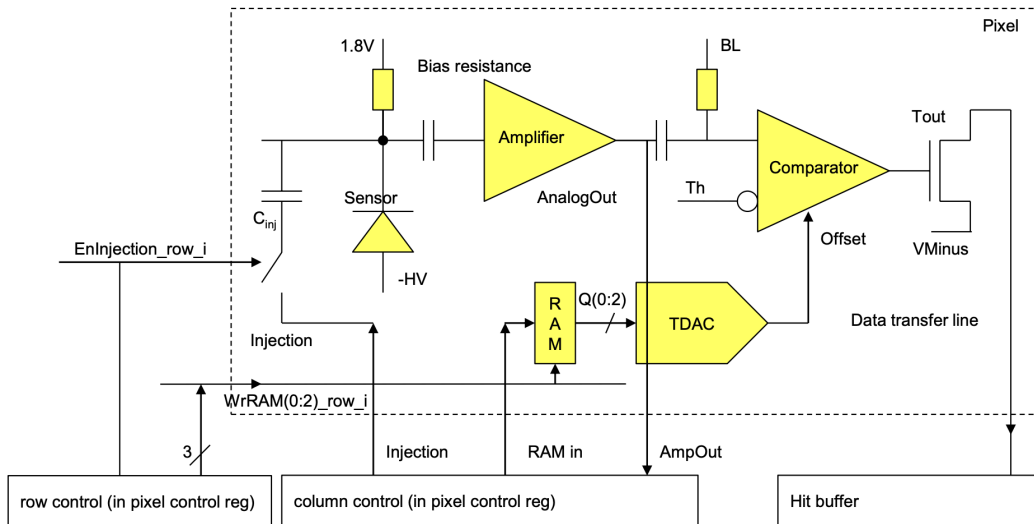 Pixel
1.8V
BL
Bias resistance
Tout
Amplifier
Comparator
Sensor
Th
AnalogOut
Cinj
EnInjection_row_i
Offset
VMinus
-HV
Q(0:2)
R
A
M
TDAC
Data transfer line
Injection
WrRAM(0:2)_row_i
3
Injection
RAM in
AmpOut
row control (in pixel control reg)
column control (in pixel control reg)
Hit buffer